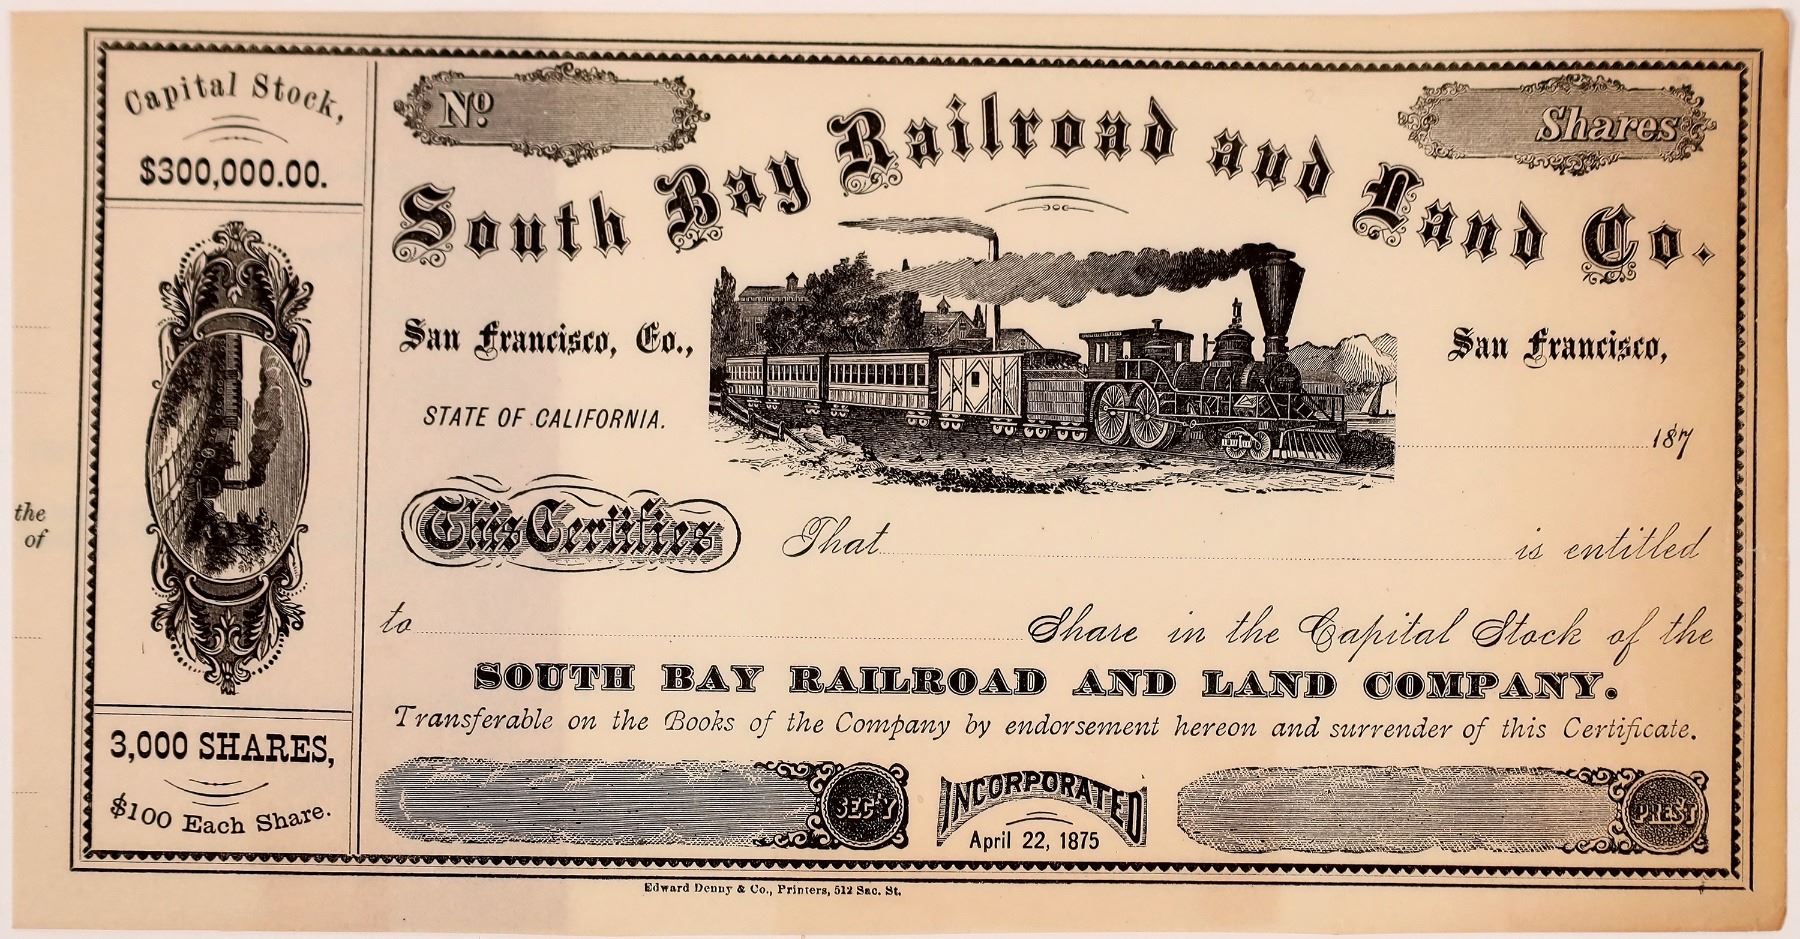 Capital Stock,
$300,000.00.
No.
Shares
South Bay Railroad and Land Co.
San Francisco, Co.,
STATE OF CALIFORNIA.
San Francisco,
187
the
of
This Certifies That is entitled
to Share in the Capital Stock of the
SOUTH BAY RAILROAD AND LAND COMPANY.
Transferable on the Books of the Company by endorsement hereon and surrender of this Certificate.
3,000 SHARES,
$100 Each Share.
SEC'Y
INCORPORATED
April 22, 1875
PRES'T
Edward Denny & Co., Printers, 512 Sac. St.